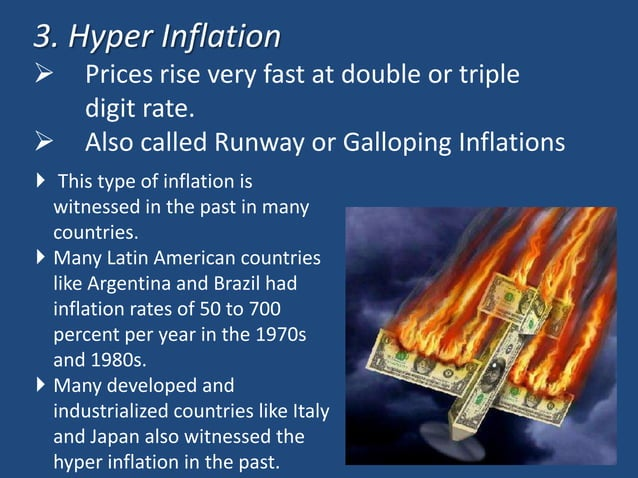 3. Hyper Inflation
➢ Prices rise very fast at double or triple
digit rate.
➢ Also called Runway or Galloping Inflations
This type of inflation is
witnessed in the past in many
countries.
Many Latin American countries
like Argentina and Brazil had
inflation rates of 50 to 700
percent per year in the 1970s
and 1980s.
Many developed and
industrialized countries like Italy
and Japan also witnessed the
hyper inflation in the past.